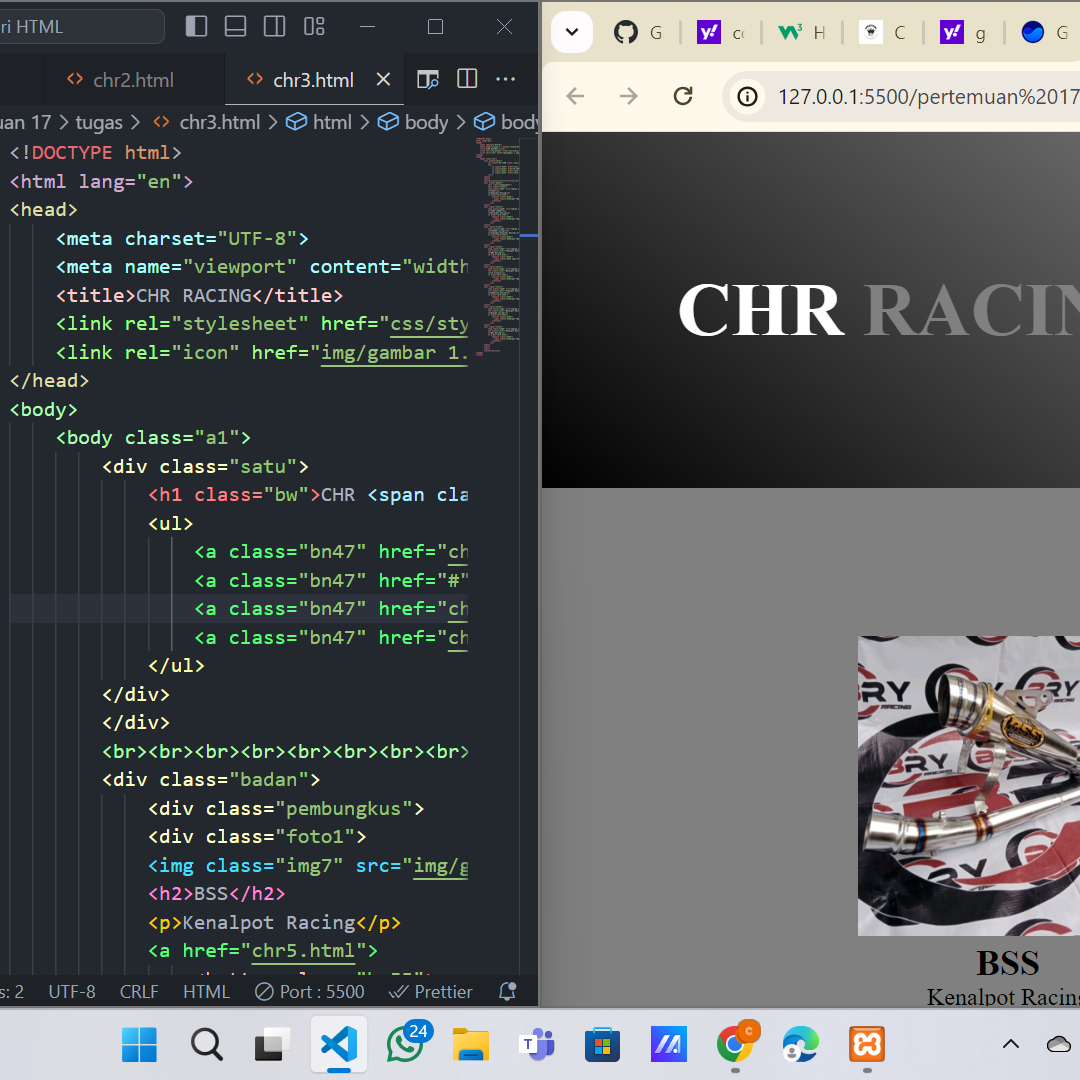 ri HTML
chr2.html
chr3.html
uan 17 > tugas > chr3.html > html > body > body
<!DOCTYPE html>
<html lang="en">
<head>
<meta charset="UTF-8">
<meta name="viewport" content="width
<title>CHR RACING</title>
<link rel="stylesheet" href="css/sty
<link rel="icon" href="img/gambar 1.
</head>
<body>
<body class="a1">
<div class="satu">
<h1 class="bw">CHR <span cla
<ul>
<a class="bn47" href="ch
<a class="bn47" href="#"
<a class="bn47" href="ch
<a class="bn47" href="ch
</ul>
</div>
</div>
<br><br><br><br><br><br><br><br>
<div class="badan">
<div class="pembungkus">
<div class="foto1">
<img class="img7" src="img/g
<h2>BSS</h2>
<p>Kenalpot Racing</p>
<a href="chr5.html">
s: 2 UTF-8 CRLF HTML Port : 5500 Prettier
G
y!
H
C
y! g
G
127.0.0.1:5500/pertemuan%2017
CHR RACIN
BRY
RACING
BSS
BRY
BSS
Kenalpot Racing
24
C